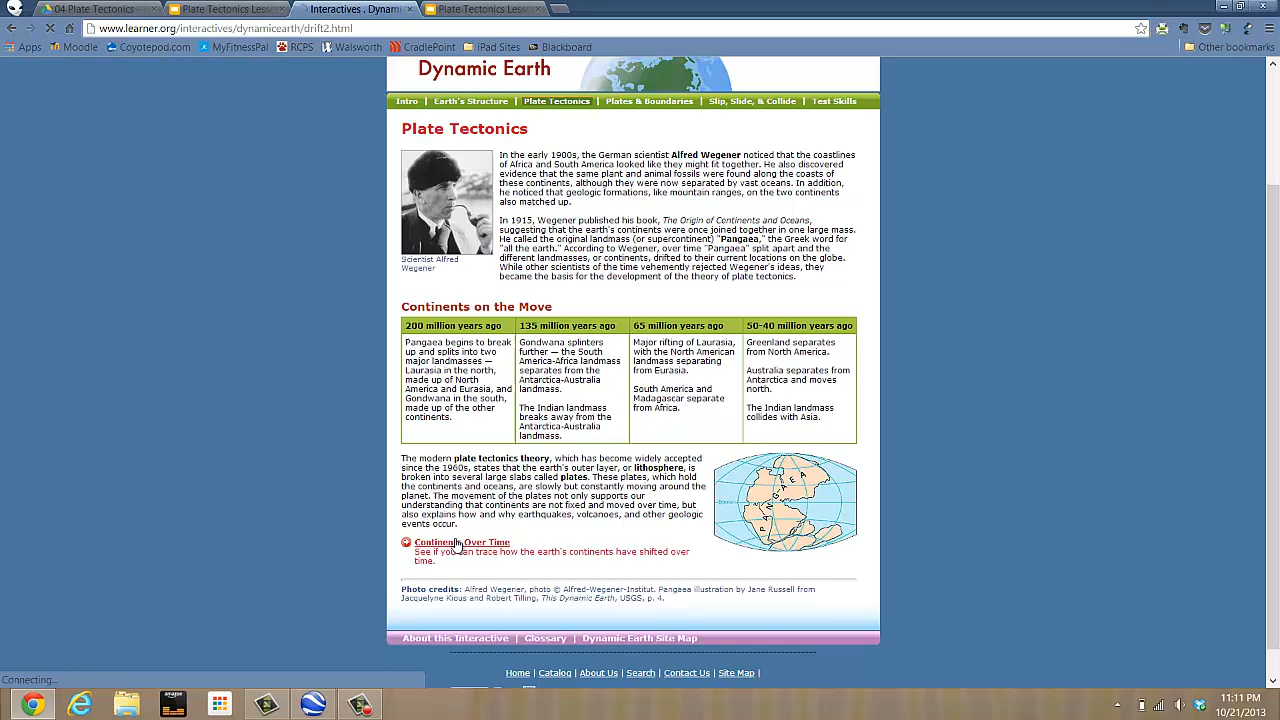 04 Plate Tectonics
Plate Tectonics Less
Interactives . Dynami
Plate Tectonics Less
www.learner.org/interactives/dynamicearth/drift2.html
Apps Moodle Coyotepod.com MyFitnessPal RCPS Walsworth CradlePoint iPad Sites Blackboard Other bookmarks
Dynamic Earth
Intro | Earth's Structure | Plate Tectonics | Plates & Boundaries | Slip, Slide, & Collide | Test Skills
Plate Tectonics
In the early 1900s, the German scientist Alfred Wegener noticed that the coastlines
of Africa and South America looked like they might fit together. He also discovered
evidence that the same plant and animal fossils were found along the coasts of
these continents, although they were now separated by vast oceans. In addition,
he noticed that geologic formations, like mountain ranges, on the two continents
also matched up.
In 1915, Wegener published his book, The Origin of Continents and Oceans,
suggesting that the earth's continents were once joined together in one large mass.
He called the original landmass (or supercontinent) "Pangaea," the Greek word for
"all the earth." According to Wegener, over time "Pangaea" split apart and the
different landmasses, or continents, drifted to their current locations on the globe.
While other scientists of the time vehemently rejected Wegener's ideas, they
became the basis for the development of the theory of plate tectonics.
Scientist Alfred
Wegener
Continents on the Move
200 million years ago
Pangaea begins to break
up and splits into two
major landmasses —
Laurasia in the north,
made up of North
America and Eurasia, and
Gondwana in the south,
made up of the other
continents.
135 million years ago
Gondwana splinters
further — the South
America-Africa landmass
separates from the
Antarctica-Australia
landmass.
The Indian landmass
breaks away from the
Antarctica-Australia
landmass.
65 million years ago
Major rifting of Laurasia,
with the North American
landmass separating
from Eurasia.
South America and
Madagascar separate
from Africa.
50-40 million years ago
Greenland separates
from North America.
Australia separates from
Antarctica and moves
north.
The Indian landmass
collides with Asia.
The modern plate tectonics theory, which has become widely accepted
since the 1960s, states that the earth's outer layer, or lithosphere, is
broken into several large slabs called plates. These plates, which hold
the continents and oceans, are slowly but constantly moving around the
planet. The movement of the plates not only supports our
understanding that continents are not fixed and moved over time, but
also explains how and why earthquakes, volcanoes, and other geologic
events occur.
PANGAEA
Continents Over Time
See if you can trace how the earth's continents have shifted over
time.
Photo credits: Alfred Wegener, photo © Alfred-Wegener-Institut. Pangaea illustration by Jane Russell from
Jacquelyne Kious and Robert Tilling, This Dynamic Earth, USGS, p. 4.
About this Interactive | Glossary | Dynamic Earth Site Map
Home | Catalog | About Us | Search | Contact Us | Site Map |
Connecting...
amazon
11:11 PM
10/21/2013